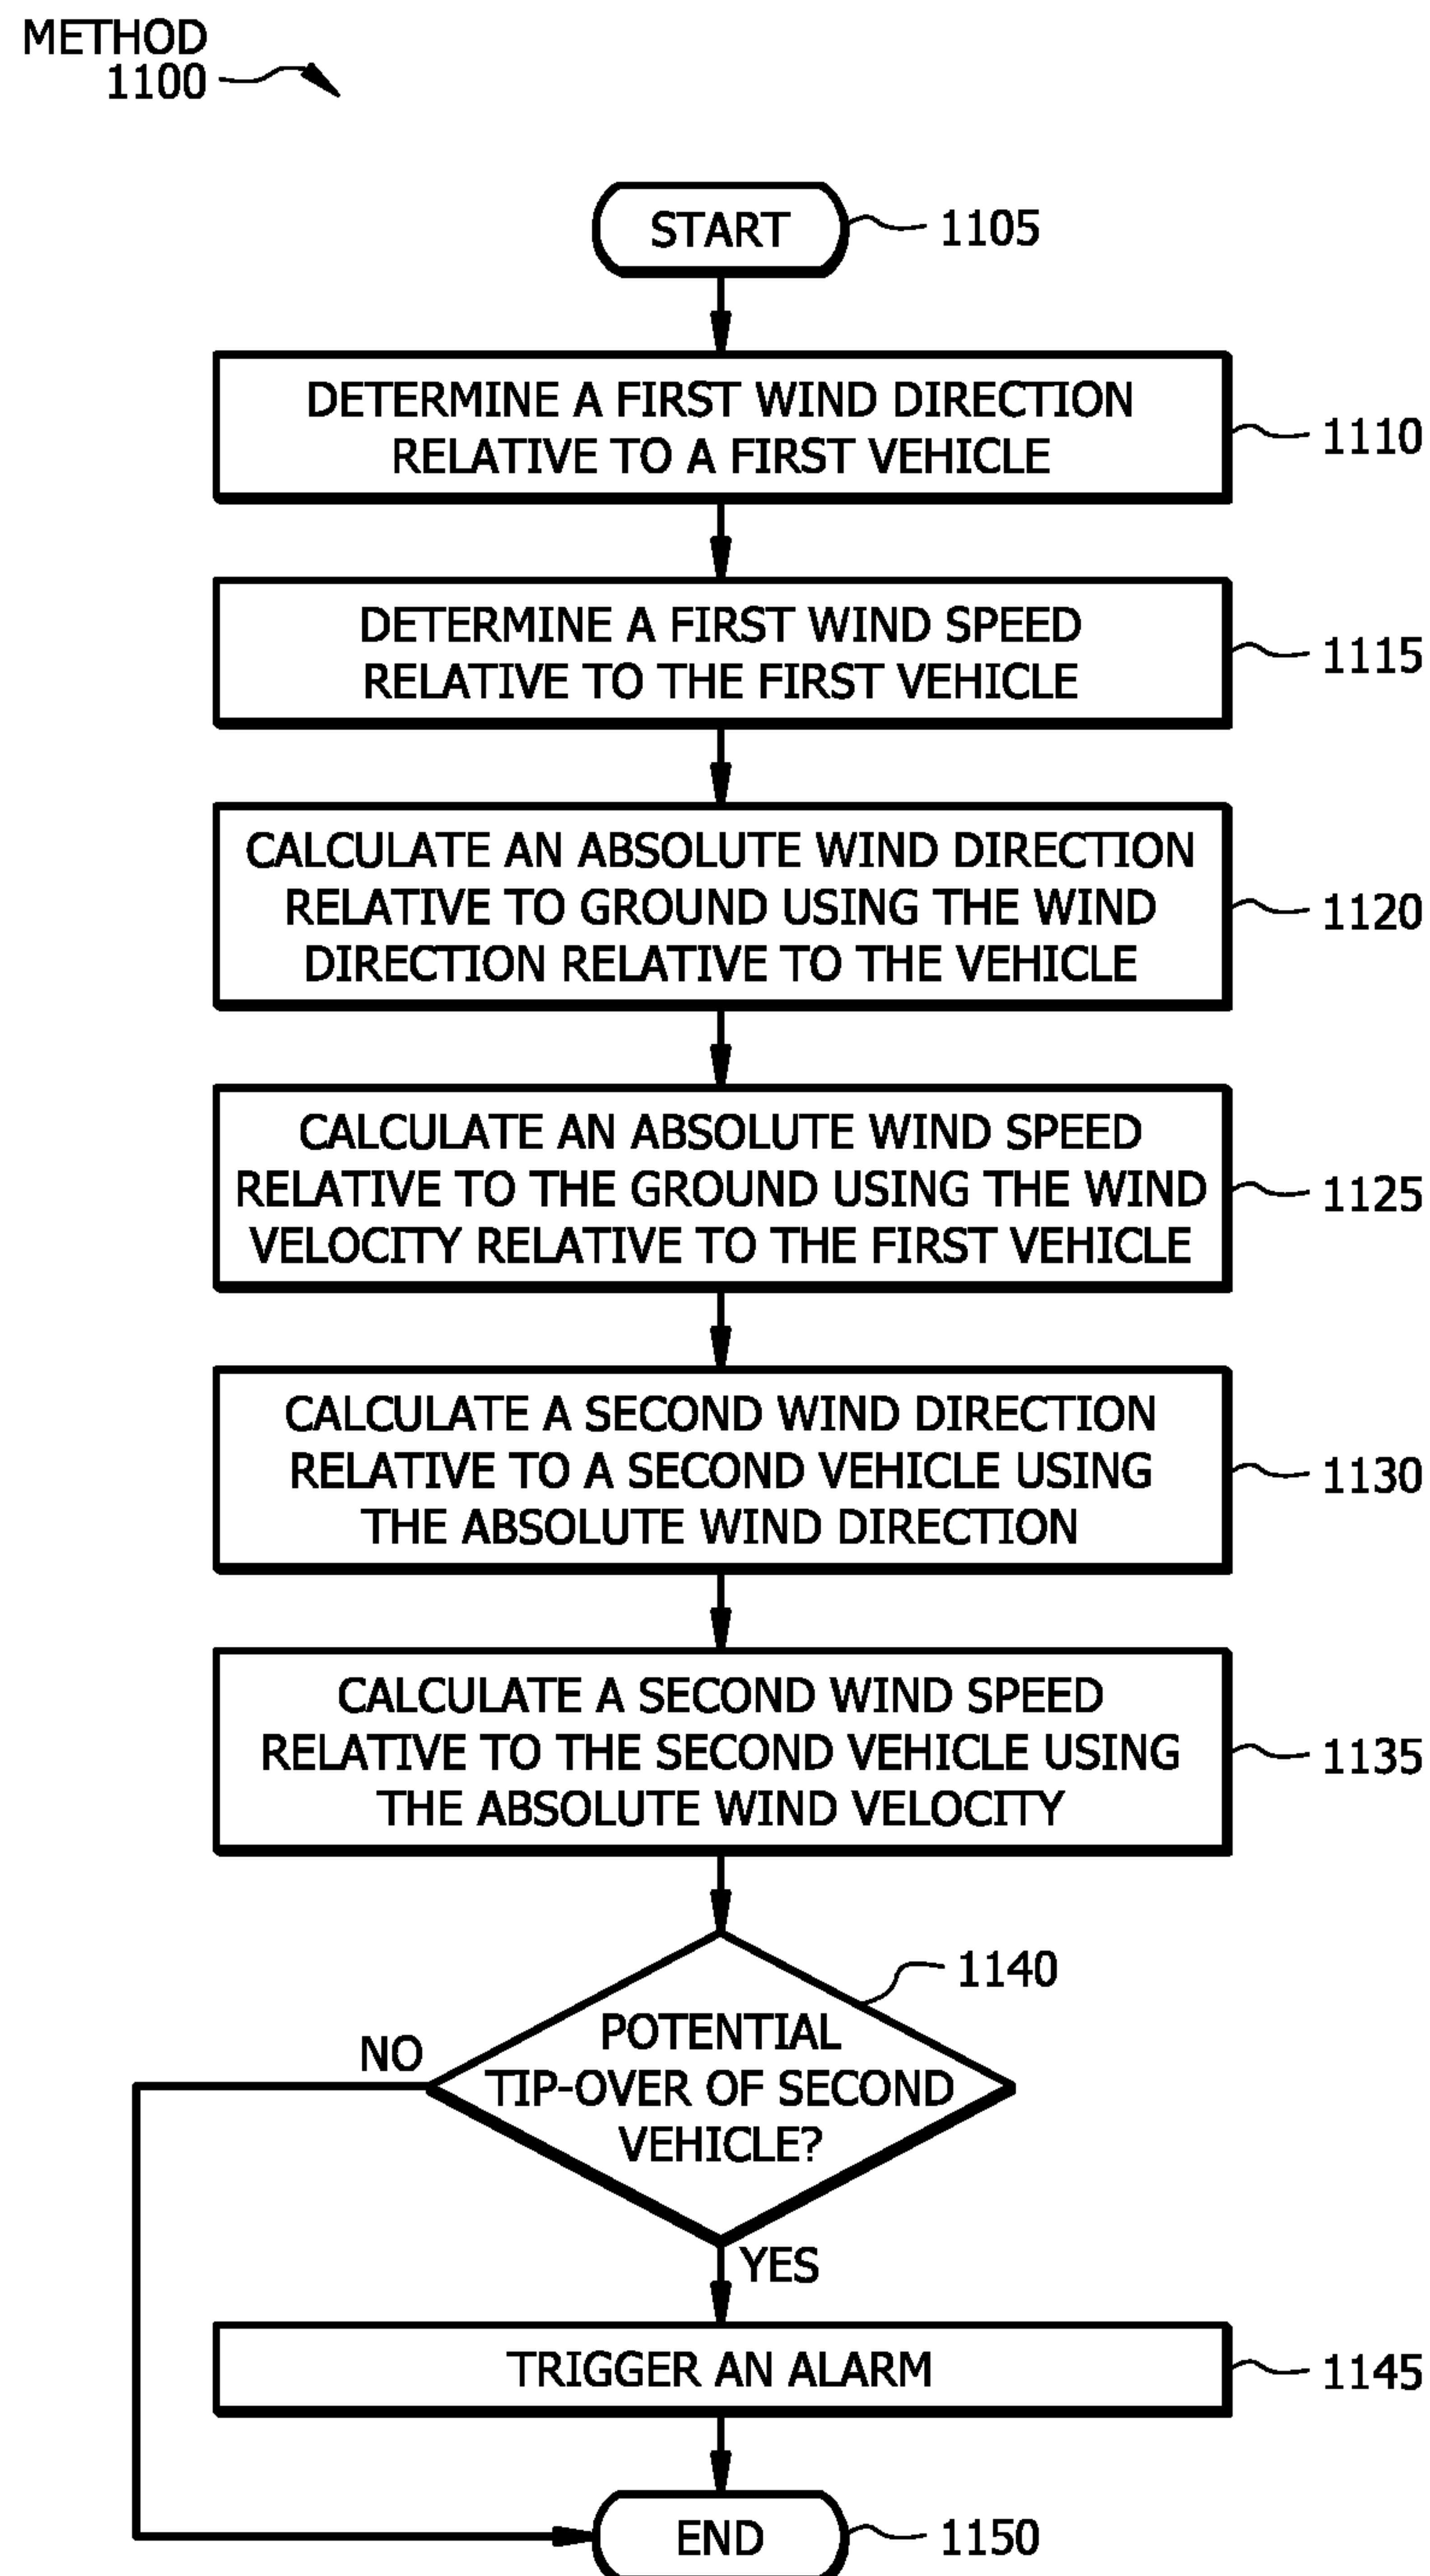 METHOD
1100
START
1105
DETERMINE A FIRST WIND DIRECTION
RELATIVE TO A FIRST VEHICLE
1110
DETERMINE A FIRST WIND SPEED
RELATIVE TO THE FIRST VEHICLE
1115
CALCULATE AN ABSOLUTE WIND DIRECTION
RELATIVE TO GROUND USING THE WIND
DIRECTION RELATIVE TO THE VEHICLE
1120
CALCULATE AN ABSOLUTE WIND SPEED
RELATIVE TO THE GROUND USING THE WIND
VELOCITY RELATIVE TO THE FIRST VEHICLE
1125
CALCULATE A SECOND WIND DIRECTION
RELATIVE TO A SECOND VEHICLE USING
THE ABSOLUTE WIND DIRECTION
1130
CALCULATE A SECOND WIND SPEED
RELATIVE TO THE SECOND VEHICLE USING
THE ABSOLUTE WIND VELOCITY
1135
1140
POTENTIAL
TIP-OVER OF SECOND
VEHICLE?
NO
YES
TRIGGER AN ALARM
1145
END
1150